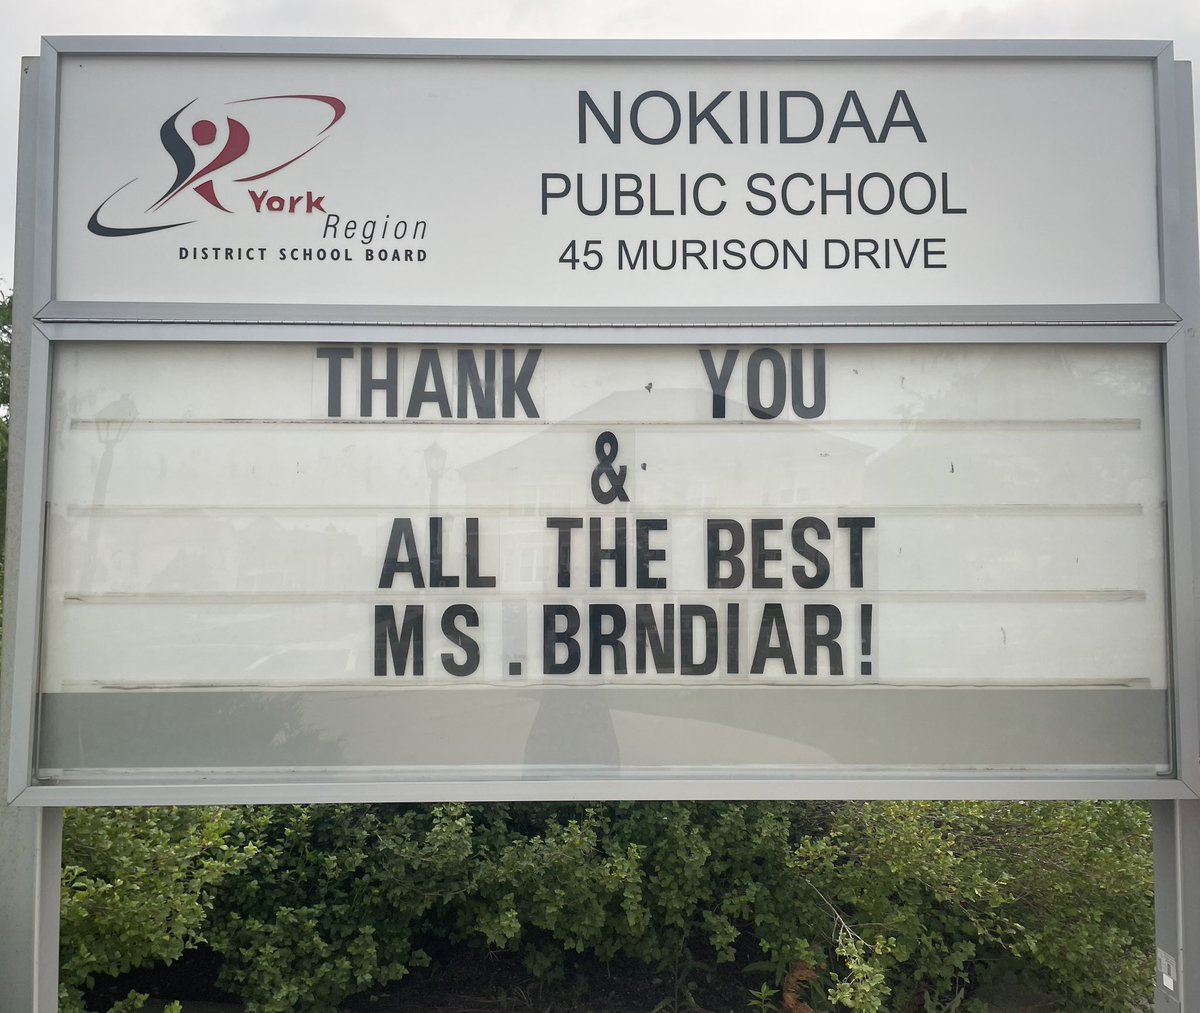 York
Region
DISTRICT SCHOOL BOARD
NOKIIDAA
PUBLIC SCHOOL
45 MURISON DRIVE
THANK YOU
&
ALL THE BEST
MS. BRNDIAR!